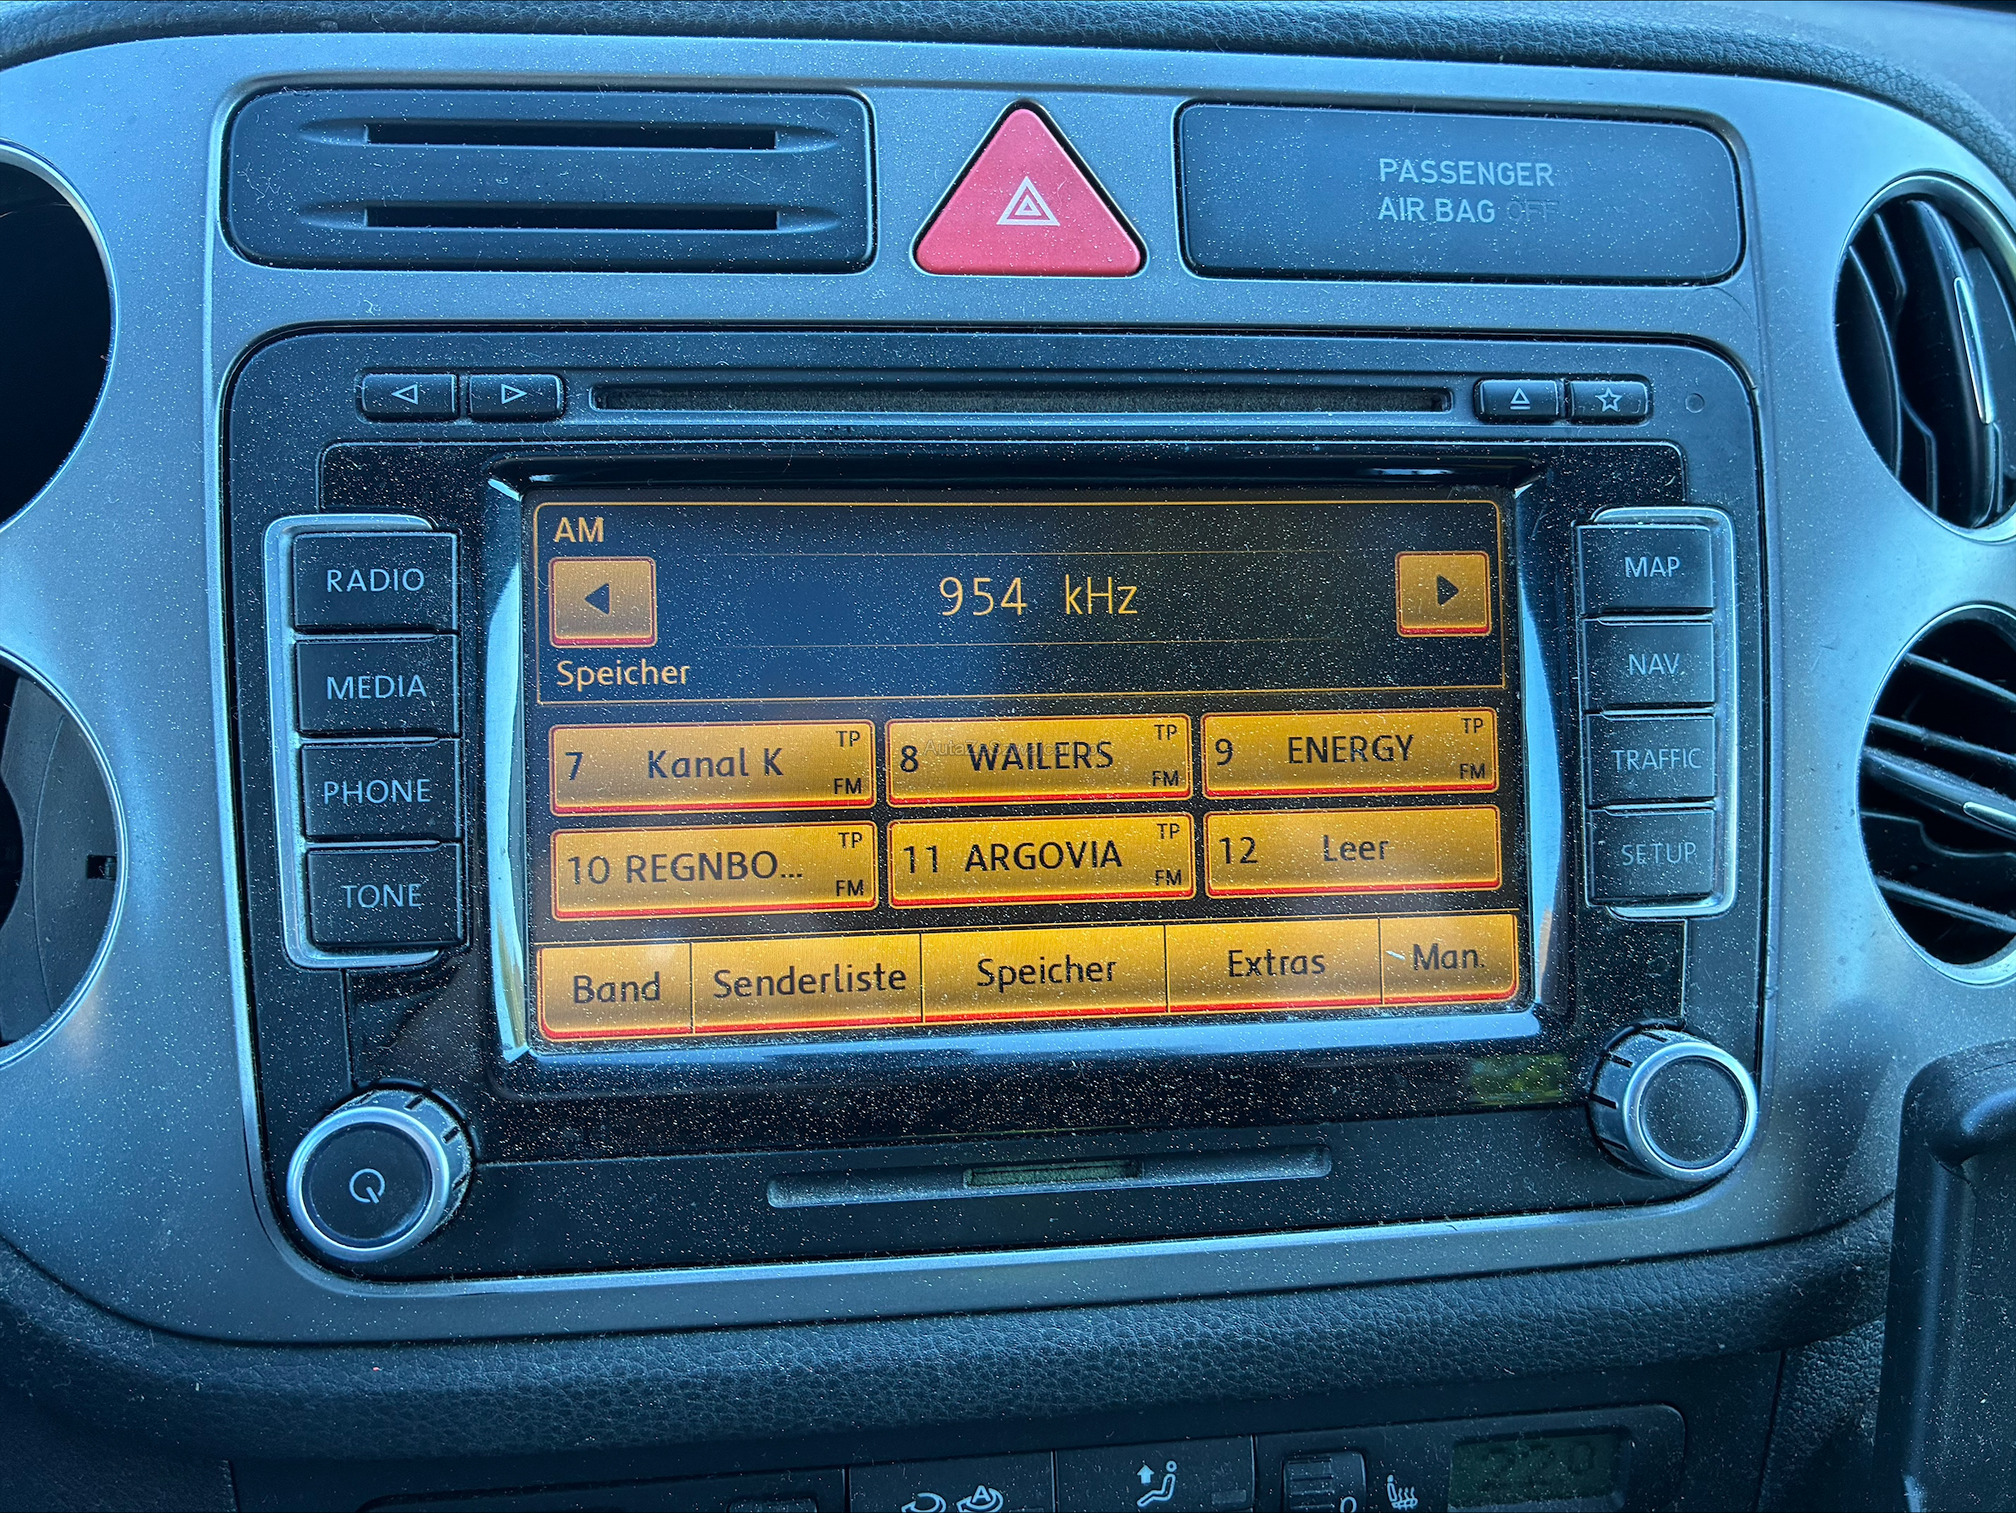 PASSENGER
AIR BAG OFF
RADIO
MEDIA
PHONE
TONE
AM
954 kHz
Speicher
7 Kanal K TP FM
8 WAILERS TP FM
9 ENERGY TP FM
10 REGNBO... TP FM
11 ARGOVIA TP FM
12 Leer
Band Senderliste Speicher Extras Man.
MAP
NAV
TRAFFIC
SETUP